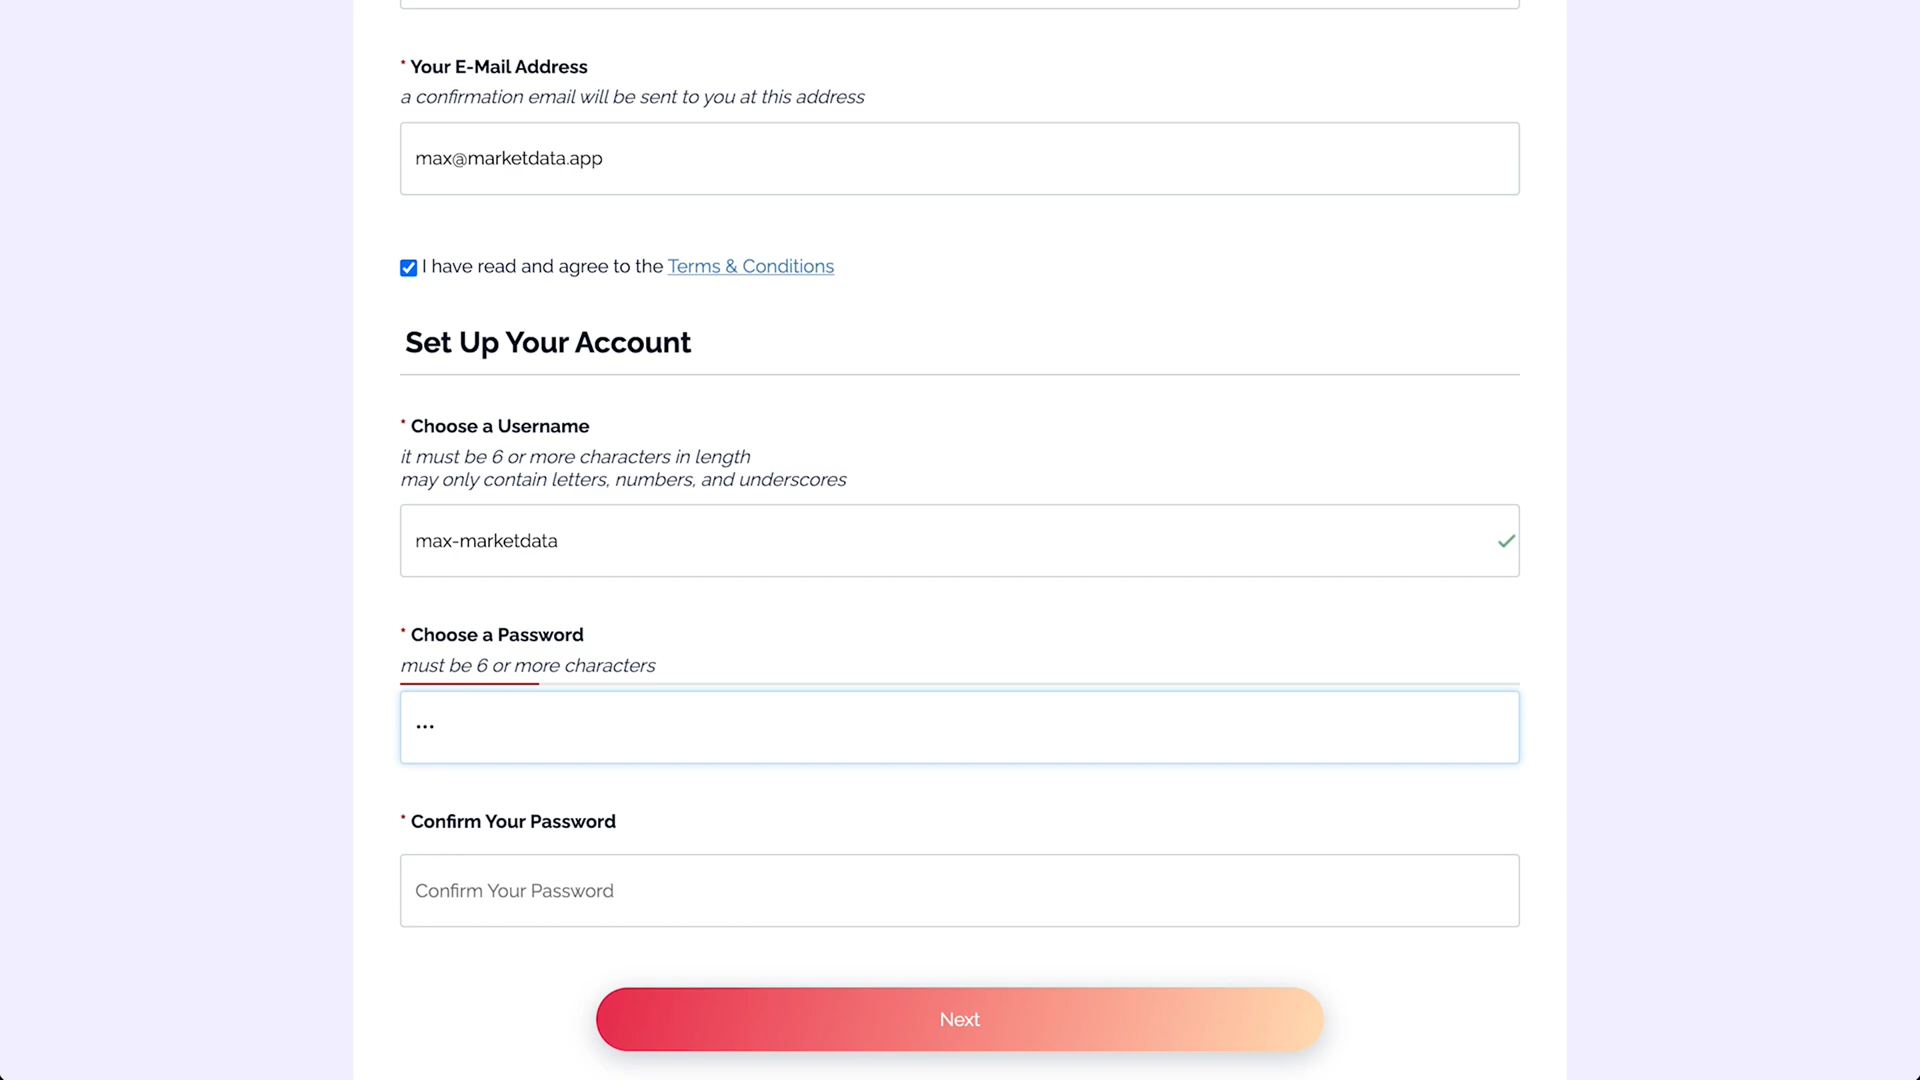 * Your E-Mail Address
a confirmation email will be sent to you at this address
max@marketdata.app
I have read and agree to the Terms & Conditions
Set Up Your Account
* Choose a Username
it must be 6 or more characters in length
may only contain letters, numbers, and underscores
max-marketdata
* Choose a Password
must be 6 or more characters
•••
* Confirm Your Password
Confirm Your Password
Next